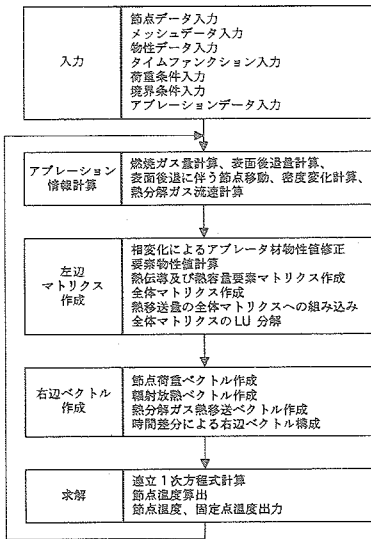 入力
節点データ入力
メッシュデータ入力
物性データ入力
タイムファンクション入力
荷重条件入力
境界条件入力
アブレーションデータ入力
アブレーション
情報計算
燃焼ガス量計算、表面後退量計算、
表面後退に伴う節点移動、密度変化計算、
熱分解ガス流速計算
左辺
マトリクス
作成
相変化によるアブレータ材物性値修正
要素物性値計算
熱伝導及び熱容量要素マトリクス作成
全体マトリクス作成
熱移送量の全体マトリクスへの組み込み
全体マトリクスのLU 分解
右辺ベクトル
作成
節点荷重ベクトル作成
輻射放熱ベクトル作成
熱分解ガス熱移送ベクトル作成
時間差分による右辺ベクトル構成
求解
連立1次方程式計算
節点温度算出
節点温度、固定点温度出力